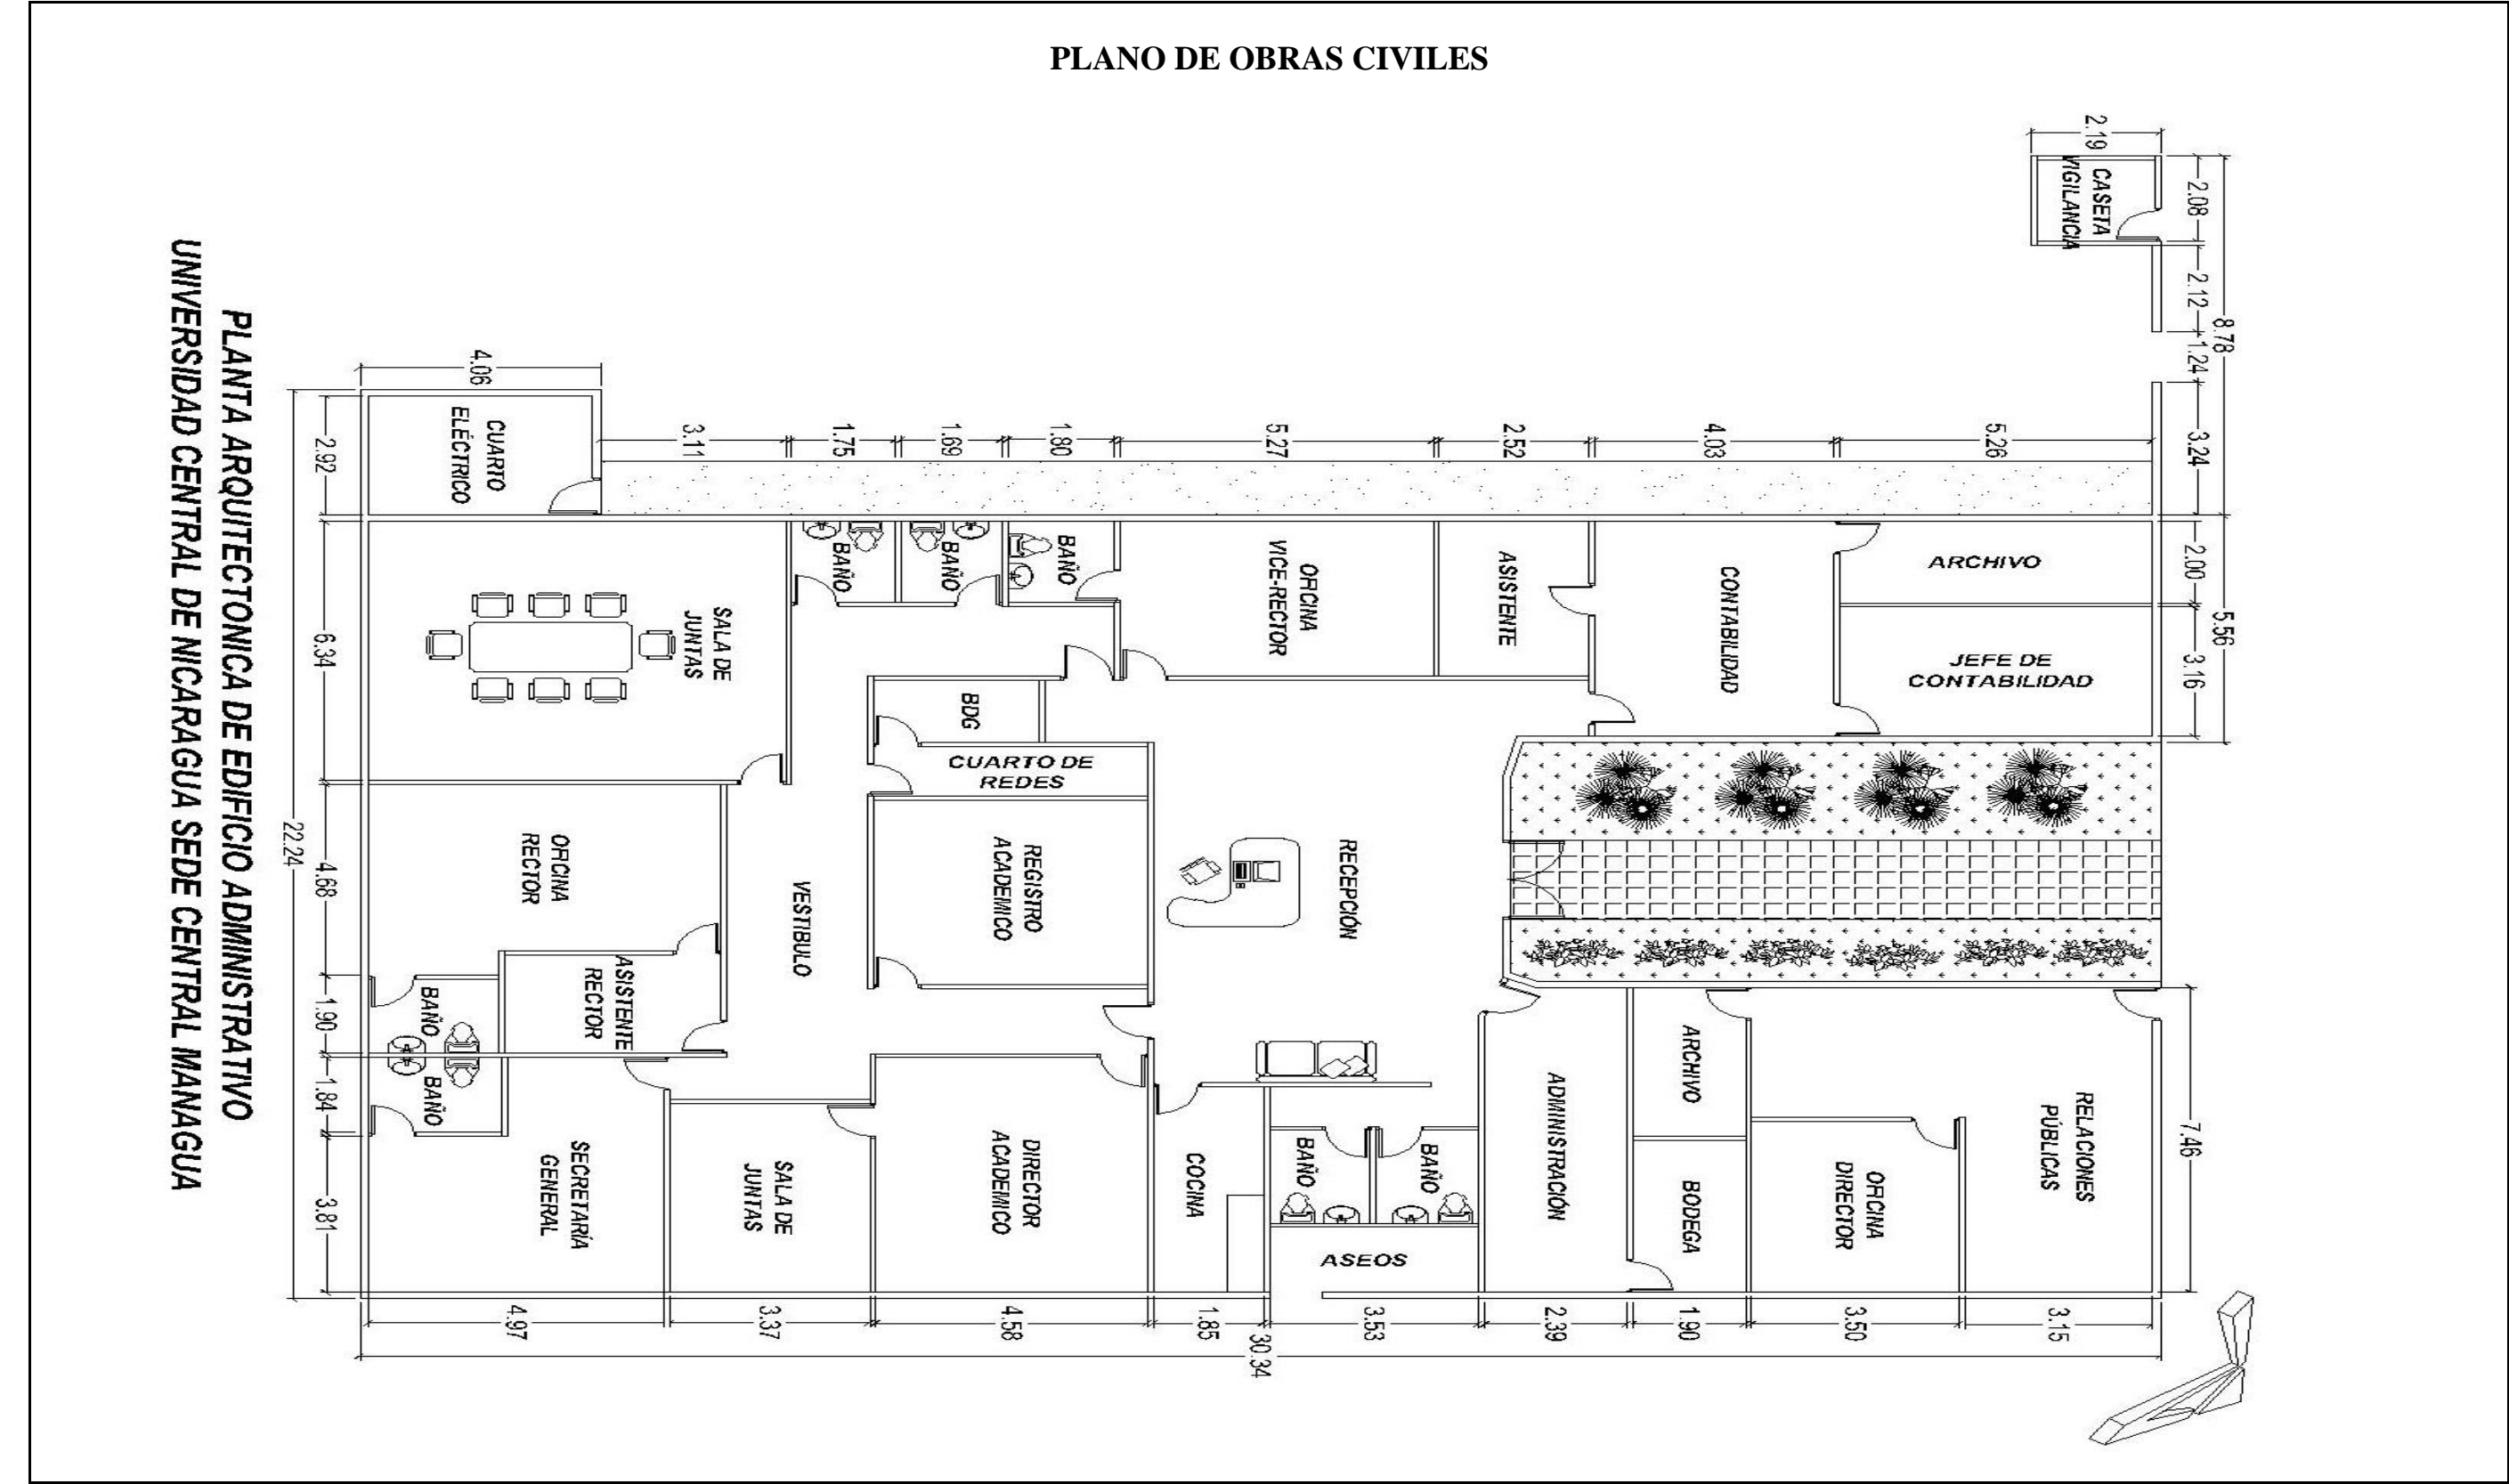 PLANO DE OBRAS CIVILES
2.19
CASETA
VIGILANCIA
2.08
2.12
8.78
1.24
3.24
4.06
CUARTO
ELÉCTRICO
2.92
3.11
1.75
1.69
1.80
5.27
2.52
4.03
5.26
BAÑO
BAÑO
BAÑO
OFICINA
VICE-RECTOR
ASISTENTE
CONTABILIDAD
ARCHIVO
2.00
5.56
JEFE DE
CONTABILIDAD
3.16
SALA DE
JUNTAS
6.34
BDG
CUARTO DE
REDES
OFICINA
RECTOR
22.24
4.68
VESTIBULO
REGISTRO
ACADEMICO
RECEPCIÓN
ASISTENTE
RECTOR
BAÑO
1.90
BAÑO
1.84
SECRETARÍA
GENERAL
3.81
SALA DE
JUNTAS
DIRECTOR
ACADEMICO
COCINA
BAÑO
BAÑO
ASEOS
ADMINISTRACIÓN
ARCHIVO
BODEGA
OFICINA
DIRECTOR
RELACIONES
PÚBLICAS
7.46
4.97
3.37
4.58
1.85
3.53
2.39
1.90
3.50
3.15
30.34
PLANTA ARQUITECTONICA DE EDIFICIO ADMINISTRATIVO
UNIVERSIDAD CENTRAL DE NICARAGUA SEDE CENTRAL MANAGUA